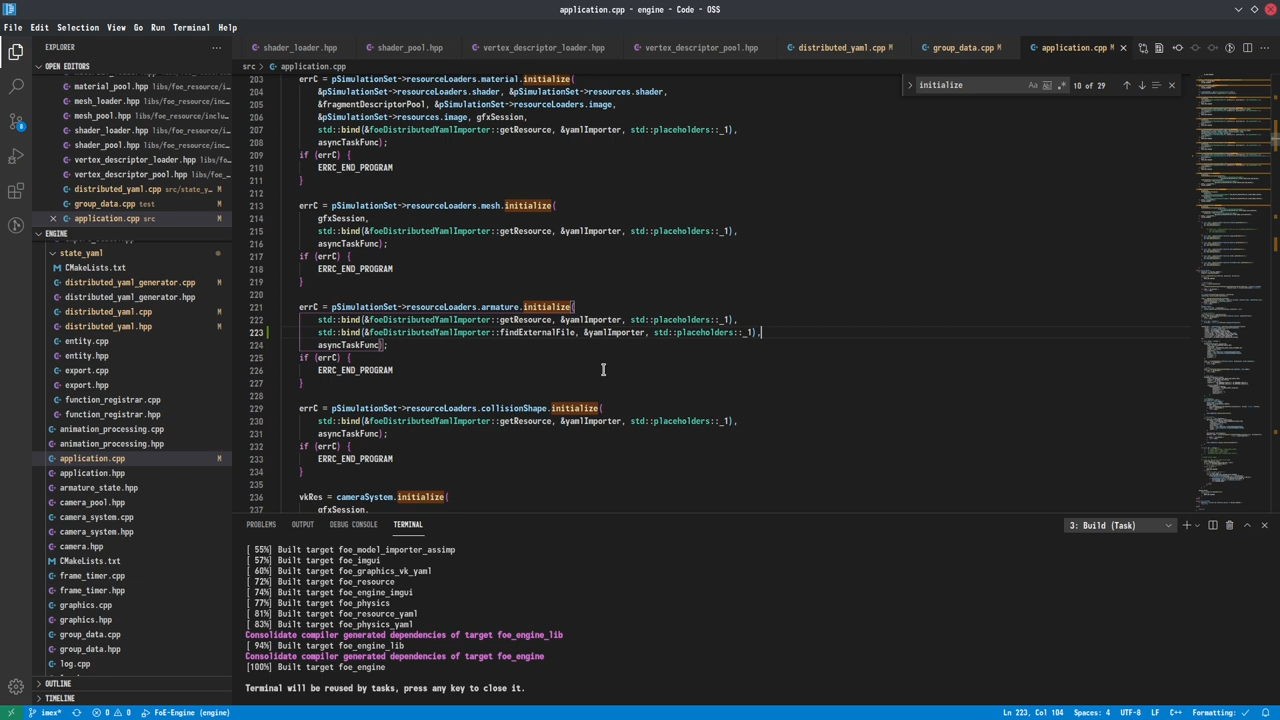 application.cpp - engine - Code - OSS
File Edit Selection View Go Run Terminal Help
EXPLORER
OPEN EDITORS
material_pool.hpp libs/foe_resource/i...
mesh_loader.hpp libs/foe_resource/inc...
mesh_pool.hpp libs/foe_resource/inclu...
shader_loader.hpp libs/foe_resource/i...
shader_pool.hpp libs/foe_resource/inc...
vertex_descriptor_loader.hpp libs/foe...
vertex_descriptor_pool.hpp libs/foe_r...
distributed_yaml.cpp src/state_y... M
group_data.cpp test M
application.cpp src M
ENGINE
state_yaml
CMakeLists.txt
distributed_yaml_generator.cpp M
distributed_yaml_generator.hpp
distributed_yaml.cpp M
distributed_yaml.hpp M
entity.cpp
entity.hpp
export.cpp
export.hpp
function_registrar.cpp
function_registrar.hpp
animation_processing.cpp
animation_processing.hpp
application.cpp M
application.hpp
armature_state.hpp
camera_pool.hpp
camera_system.cpp
camera_system.hpp
camera.hpp
CMakeLists.txt
frame_timer.cpp
frame_timer.hpp
graphics.cpp
graphics.hpp
group_data.cpp
group_data.hpp
log.cpp
OUTLINE
TIMELINE
shader_loader.hpp shader_pool.hpp vertex_descriptor_loader.hpp vertex_descriptor_pool.hpp distributed_yaml.cpp M group_data.cpp M application.cpp M
src > application.cpp
initialize Aa 10 of 29
203 errC = pSimulationSet->resourceLoaders.material.initialize(
204 &pSimulationSet->resourceLoaders.shader, &pSimulationSet->resources.shader,
205 &fragmentDescriptorPool, &pSimulationSet->resourceLoaders.image,
206 &pSimulationSet->resources.image, gfxSession,
207 std::bind(&foeDistributedYamlImporter::getResource, &yamlImporter, std::placeholders::_1),
208 asyncTaskFunc);
209 if (errC) {
210 ERRC_END_PROGRAM
211 }
212
213 errC = pSimulationSet->resourceLoaders.mesh.initialize(
214 gfxSession,
215 std::bind(&foeDistributedYamlImporter::getResource, &yamlImporter, std::placeholders::_1),
216 asyncTaskFunc);
217 if (errC) {
218 ERRC_END_PROGRAM
219 }
220
221 errC = pSimulationSet->resourceLoaders.armature.initialize(
222 std::bind(&foeDistributedYamlImporter::getResource, &yamlImporter, std::placeholders::_1),
223 std::bind(&foeDistributedYamlImporter::findExternalFile, &yamlImporter, std::placeholders::_1),
224 asyncTaskFunc);
225 if (errC) {
226 ERRC_END_PROGRAM
227 }
228
229 errC = pSimulationSet->resourceLoaders.collisionShape.initialize(
230 std::bind(&foeDistributedYamlImporter::getResource, &yamlImporter, std::placeholders::_1),
231 asyncTaskFunc);
232 if (errC) {
233 ERRC_END_PROGRAM
234 }
235
236 vkRes = cameraSystem.initialize(
237 gfxSession,
PROBLEMS OUTPUT DEBUG CONSOLE TERMINAL 3: Build (Task)
[ 55%] Built target foe_model_importer_assimp
[ 57%] Built target foe_imgui
[ 60%] Built target foe_graphics_vk_yaml
[ 72%] Built target foe_resource
[ 74%] Built target foe_engine_imgui
[ 77%] Built target foe_physics
[ 81%] Built target foe_resource_yaml
[ 83%] Built target foe_physics_yaml
Consolidate compiler generated dependencies of target foe_engine_lib
[ 94%] Built target foe_engine_lib
Consolidate compiler generated dependencies of target foe_engine
[100%] Built target foe_engine
Terminal will be reused by tasks, press any key to close it.
imex* 0 0 FoE-Engine (engine) Ln 223, Col 104 Spaces: 4 UTF-8 LF C++ Formatting: ✓